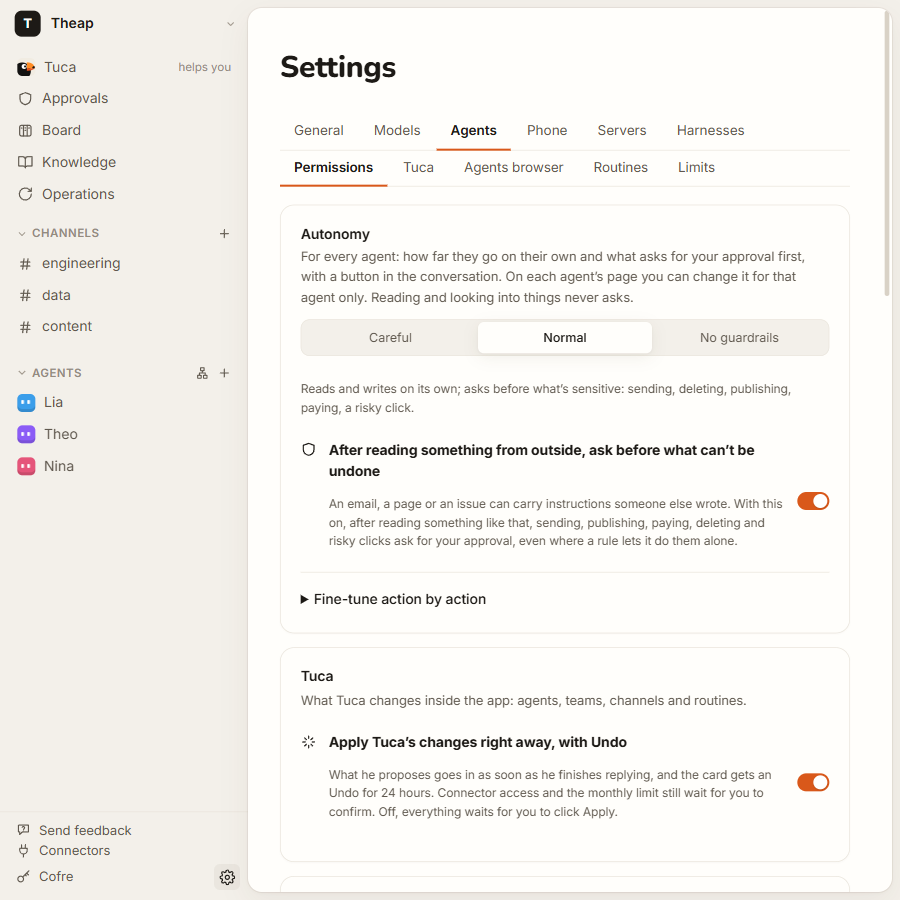 T
Theap
Tuca
helps you
Approvals
Board
Knowledge
Operations
CHANNELS
# engineering
# data
# content
AGENTS
Lia
Theo
Nina
Send feedback
Connectors
Cofre
Settings
General
Models
Agents
Phone
Servers
Harnesses
Permissions
Tuca
Agents browser
Routines
Limits
Autonomy
For every agent: how far they go on their own and what asks for your approval first,
with a button in the conversation. On each agent's page you can change it for that
agent only. Reading and looking into things never asks.
Careful
Normal
No guardrails
Reads and writes on its own; asks before what's sensitive: sending, deleting, publishing,
paying, a risky click.
After reading something from outside, ask before what can't be
undone
An email, a page or an issue can carry instructions someone else wrote. With this
on, after reading something like that, sending, publishing, paying, deleting and
risky clicks ask for your approval, even where a rule lets it do them alone.
Fine-tune action by action
Tuca
What Tuca changes inside the app: agents, teams, channels and routines.
Apply Tuca's changes right away, with Undo
What he proposes goes in as soon as he finishes replying, and the card gets an
Undo for 24 hours. Connector access and the monthly limit still wait for you to
confirm. Off, everything waits for you to click Apply.